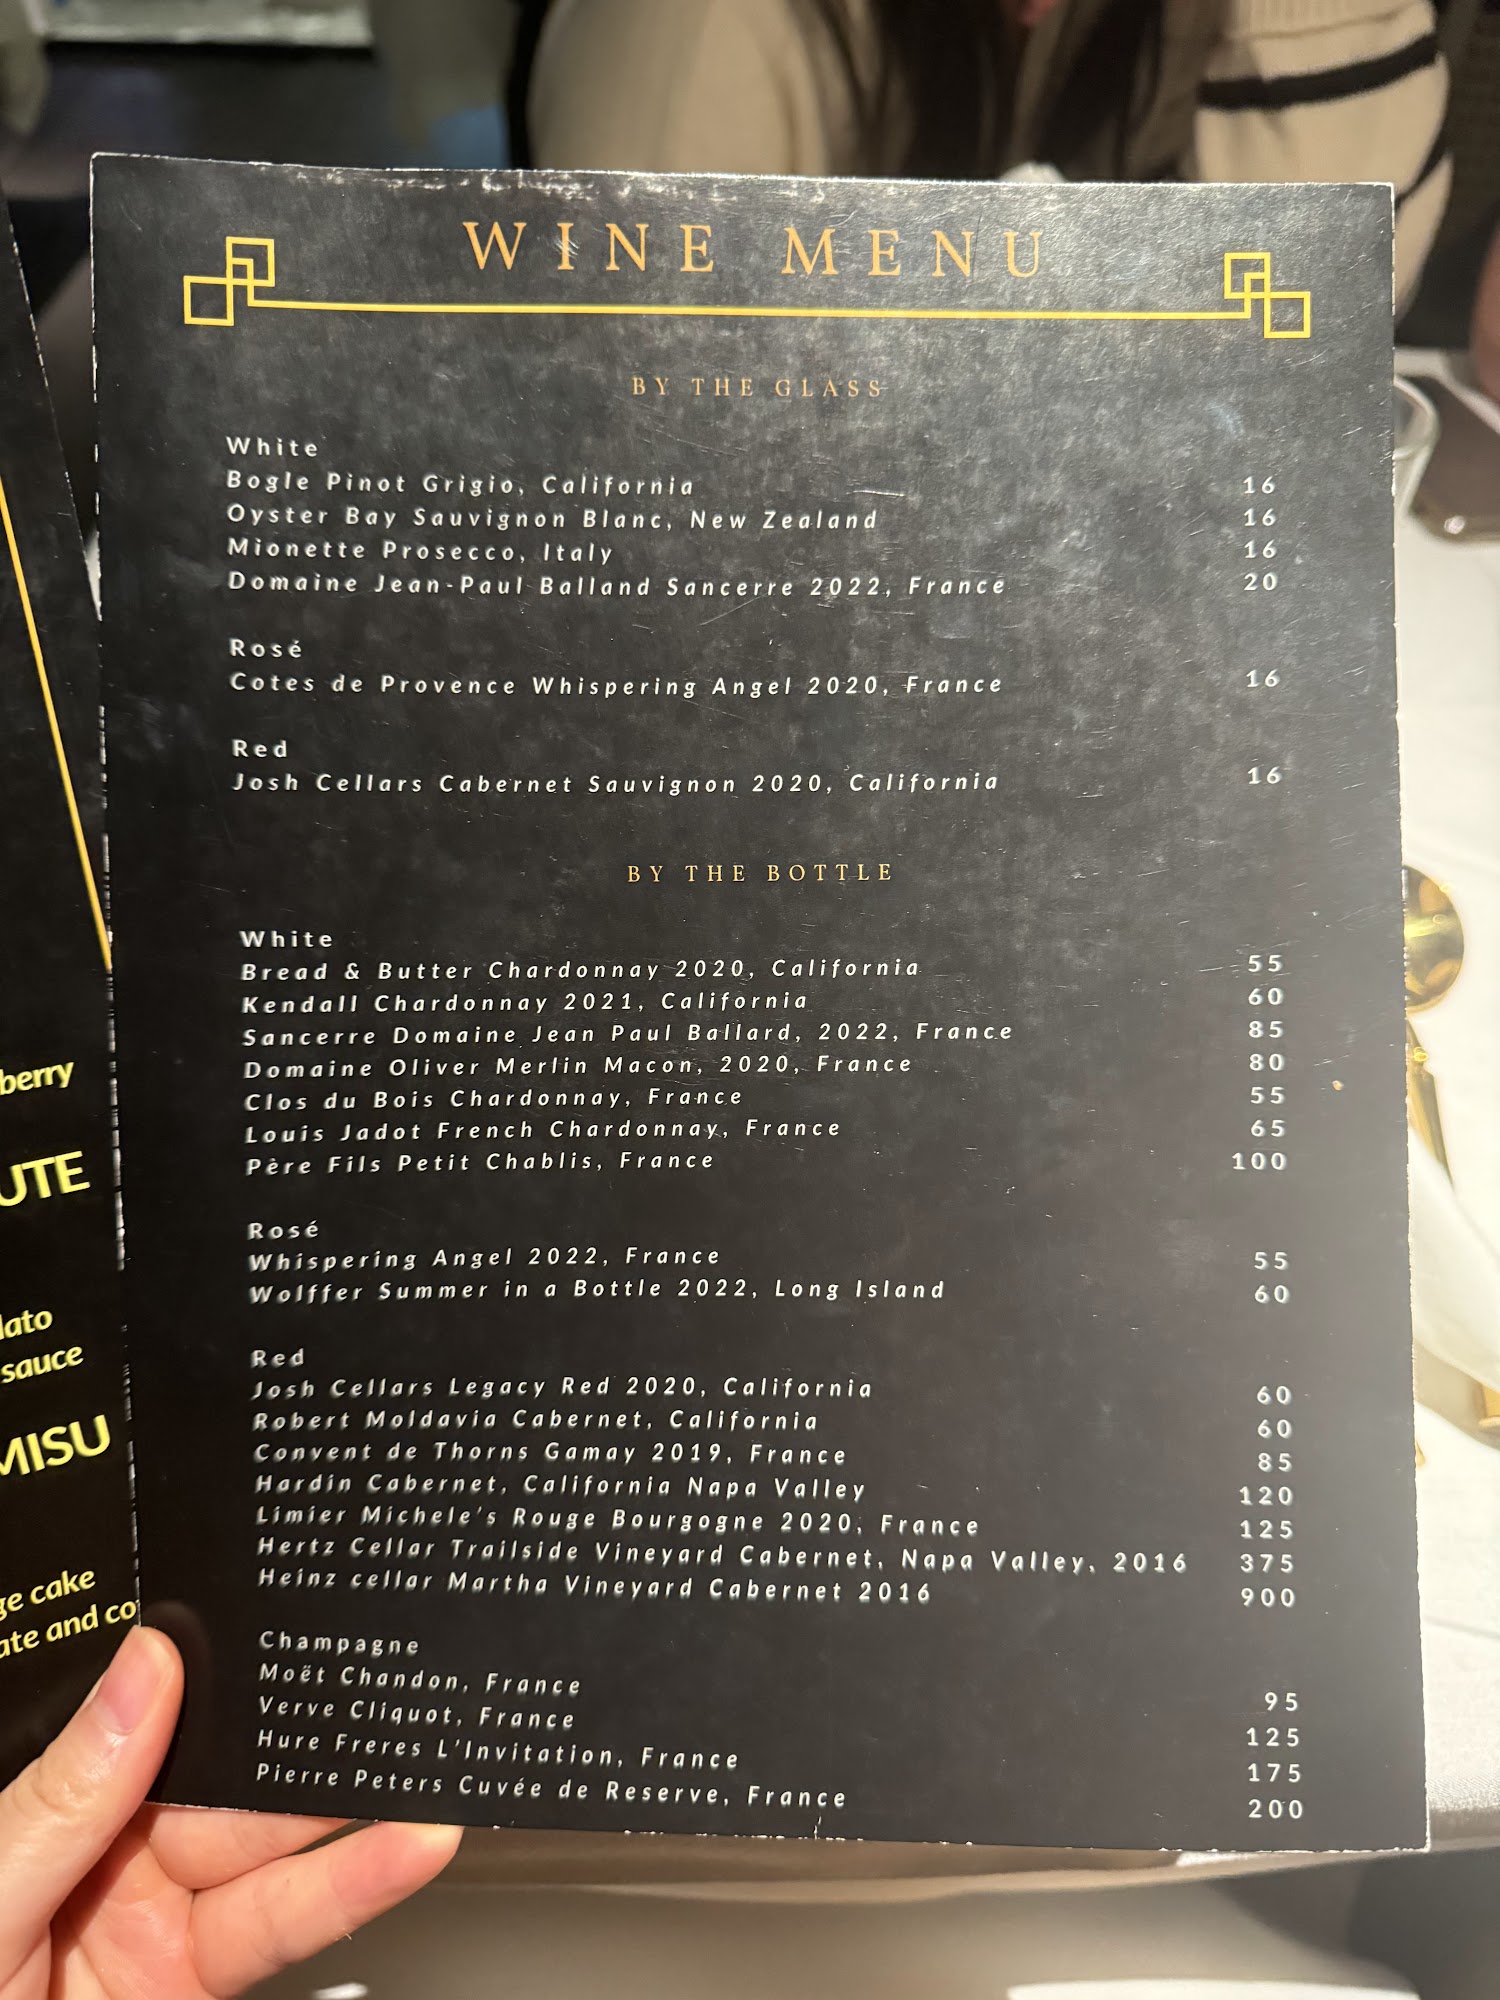 WINE MENU
BY THE GLASS
White
Bogle Pinot Grigio, California 16
Oyster Bay Sauvignon Blanc, New Zealand 16
Mionette Prosecco, Italy 16
Domaine Jean-Paul Balland Sancerre 2022, France 20
Rosé
Cotes de Provence Whispering Angel 2020, France 16
Red
Josh Cellars Cabernet Sauvignon 2020, California 16
BY THE BOTTLE
White
Bread & Butter Chardonnay 2020, California 55
Kendall Chardonnay 2021, California 60
Sancerre Domaine Jean Paul Ballard, 2022, France 85
Domaine Oliver Merlin Macon, 2020, France 80
Clos du Bois Chardonnay, France 55
Louis Jadot French Chardonnay, France 65
Père Fils Petit Chablis, France 100
Rosé
Whispering Angel 2022, France 55
Wolffer Summer in a Bottle 2022, Long Island 60
Red
Josh Cellars Legacy Red 2020, California 60
Robert Moldavia Cabernet, California 60
Convent de Thorns Gamay 2019, France 85
Hardin Cabernet, California Napa Valley 120
Limier Michele's Rouge Bourgogne 2020, France 125
Hertz Cellar Trailside Vineyard Cabernet, Napa Valley, 2016 375
Heinz cellar Martha Vineyard Cabernet 2016 900
Champagne
Moët Chandon, France 95
Verve Cliquot, France 125
Hure Freres L'Invitation, France 175
Pierre Peters Cuvée de Reserve, France 200
berry
UTE
lato
sauce
MISU
ge cake
ate and co